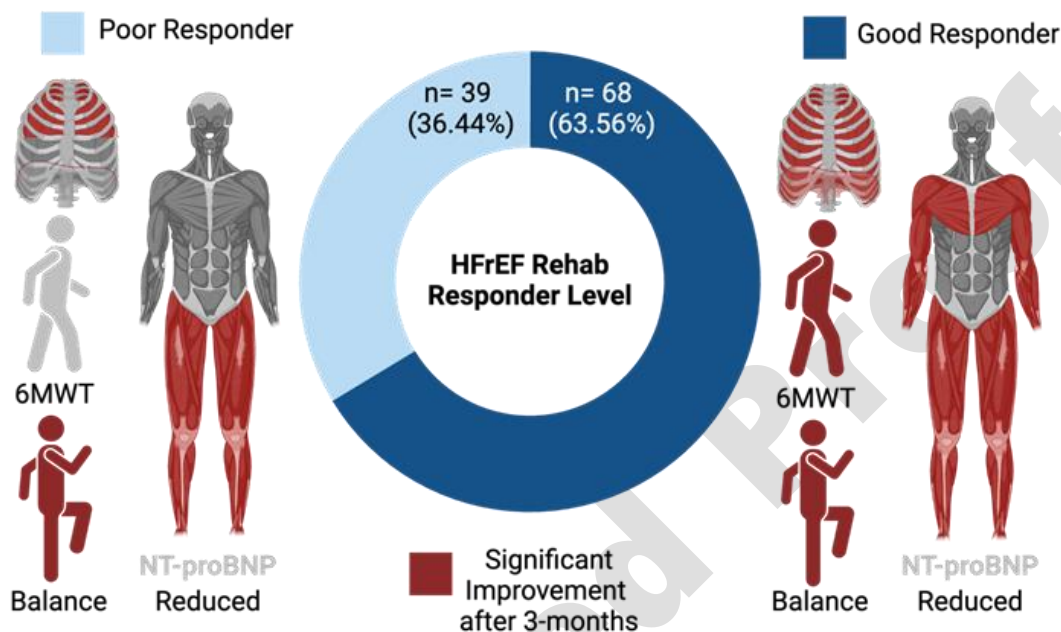 Poor Responder
Good Responder
n= 39
(36.44%)
n= 68
(63.56%)
HFrEF Rehab
Responder Level
6MWT
6MWT
NT-proBNP
NT-proBNP
Balance
Reduced
Significant
Improvement
after 3-months
Balance
Reduced